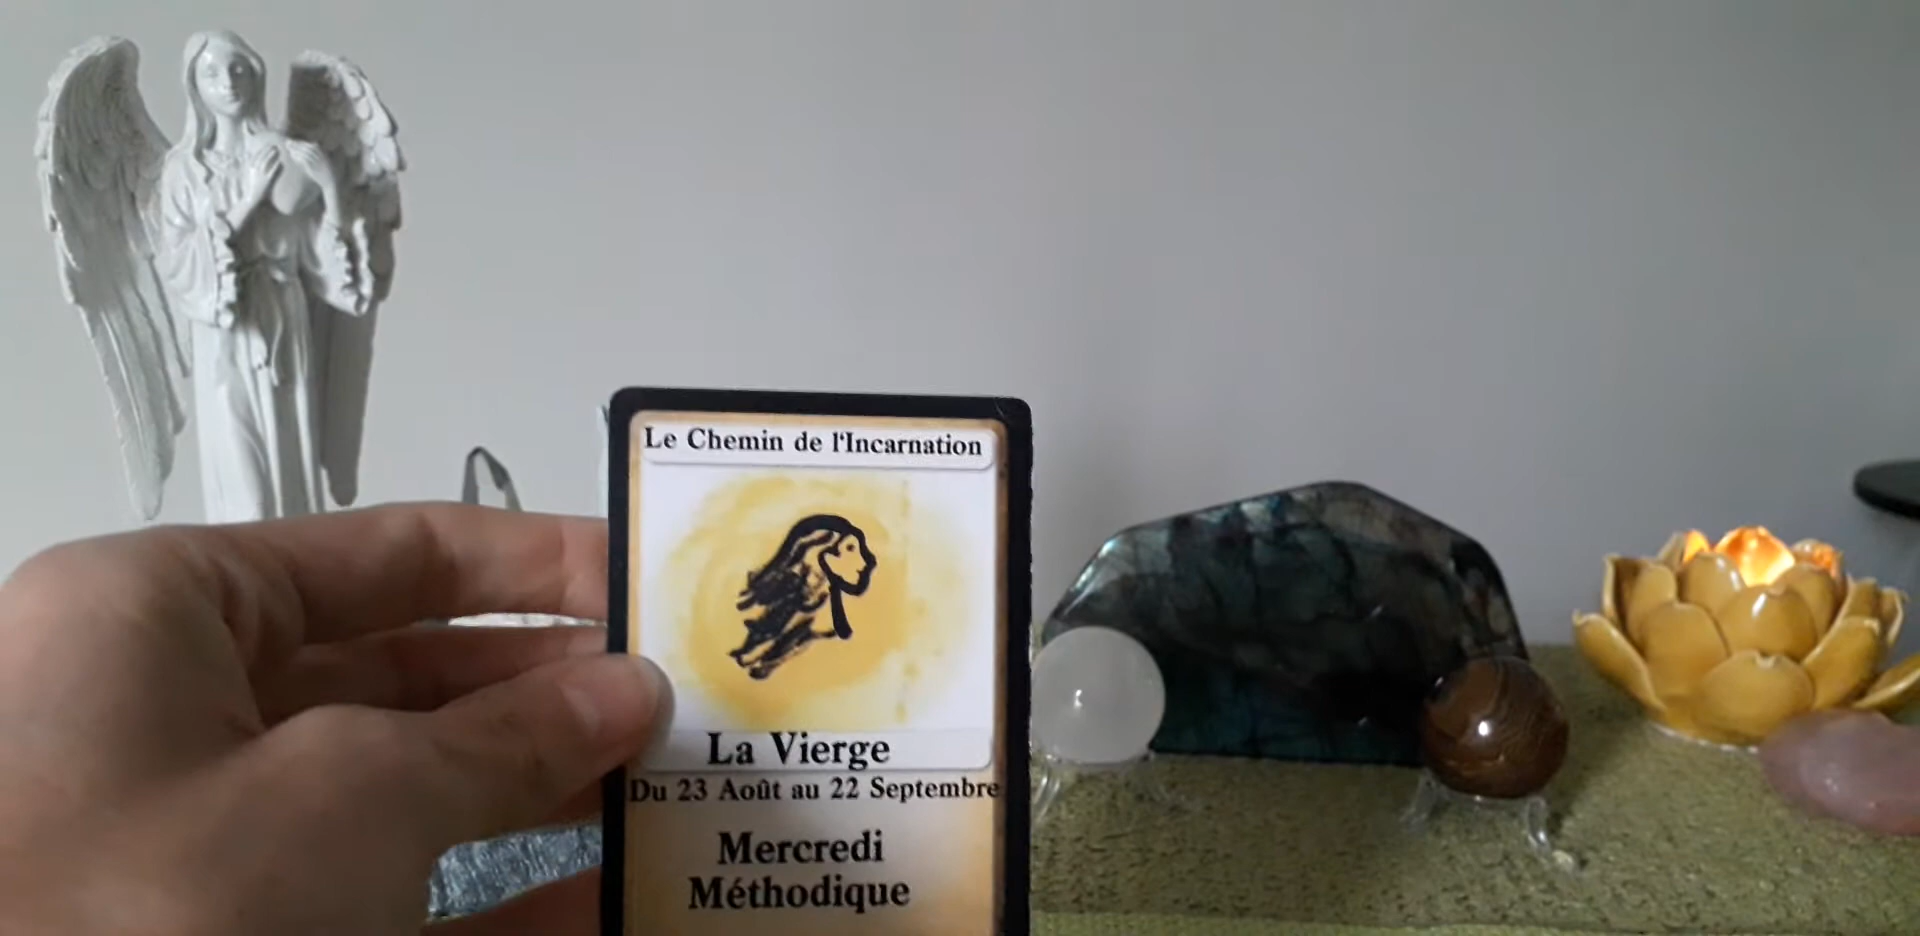 Le Chemin de l'Incarnation
La Vierge
Du 23 Août au 22 Septembre
Mercredi
Méthodique